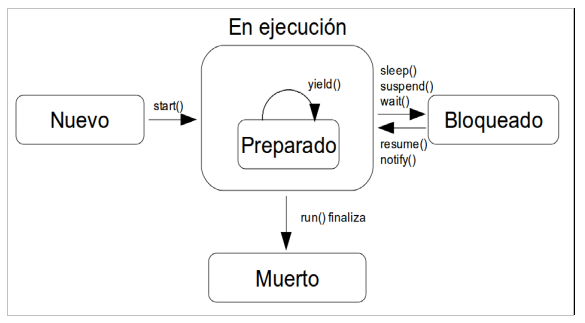 En ejecución
yield()
sleep()
suspend()
wait()
Nuevo
start()
Preparado
Bloqueado
resume()
notify()
run() finaliza
Muerto